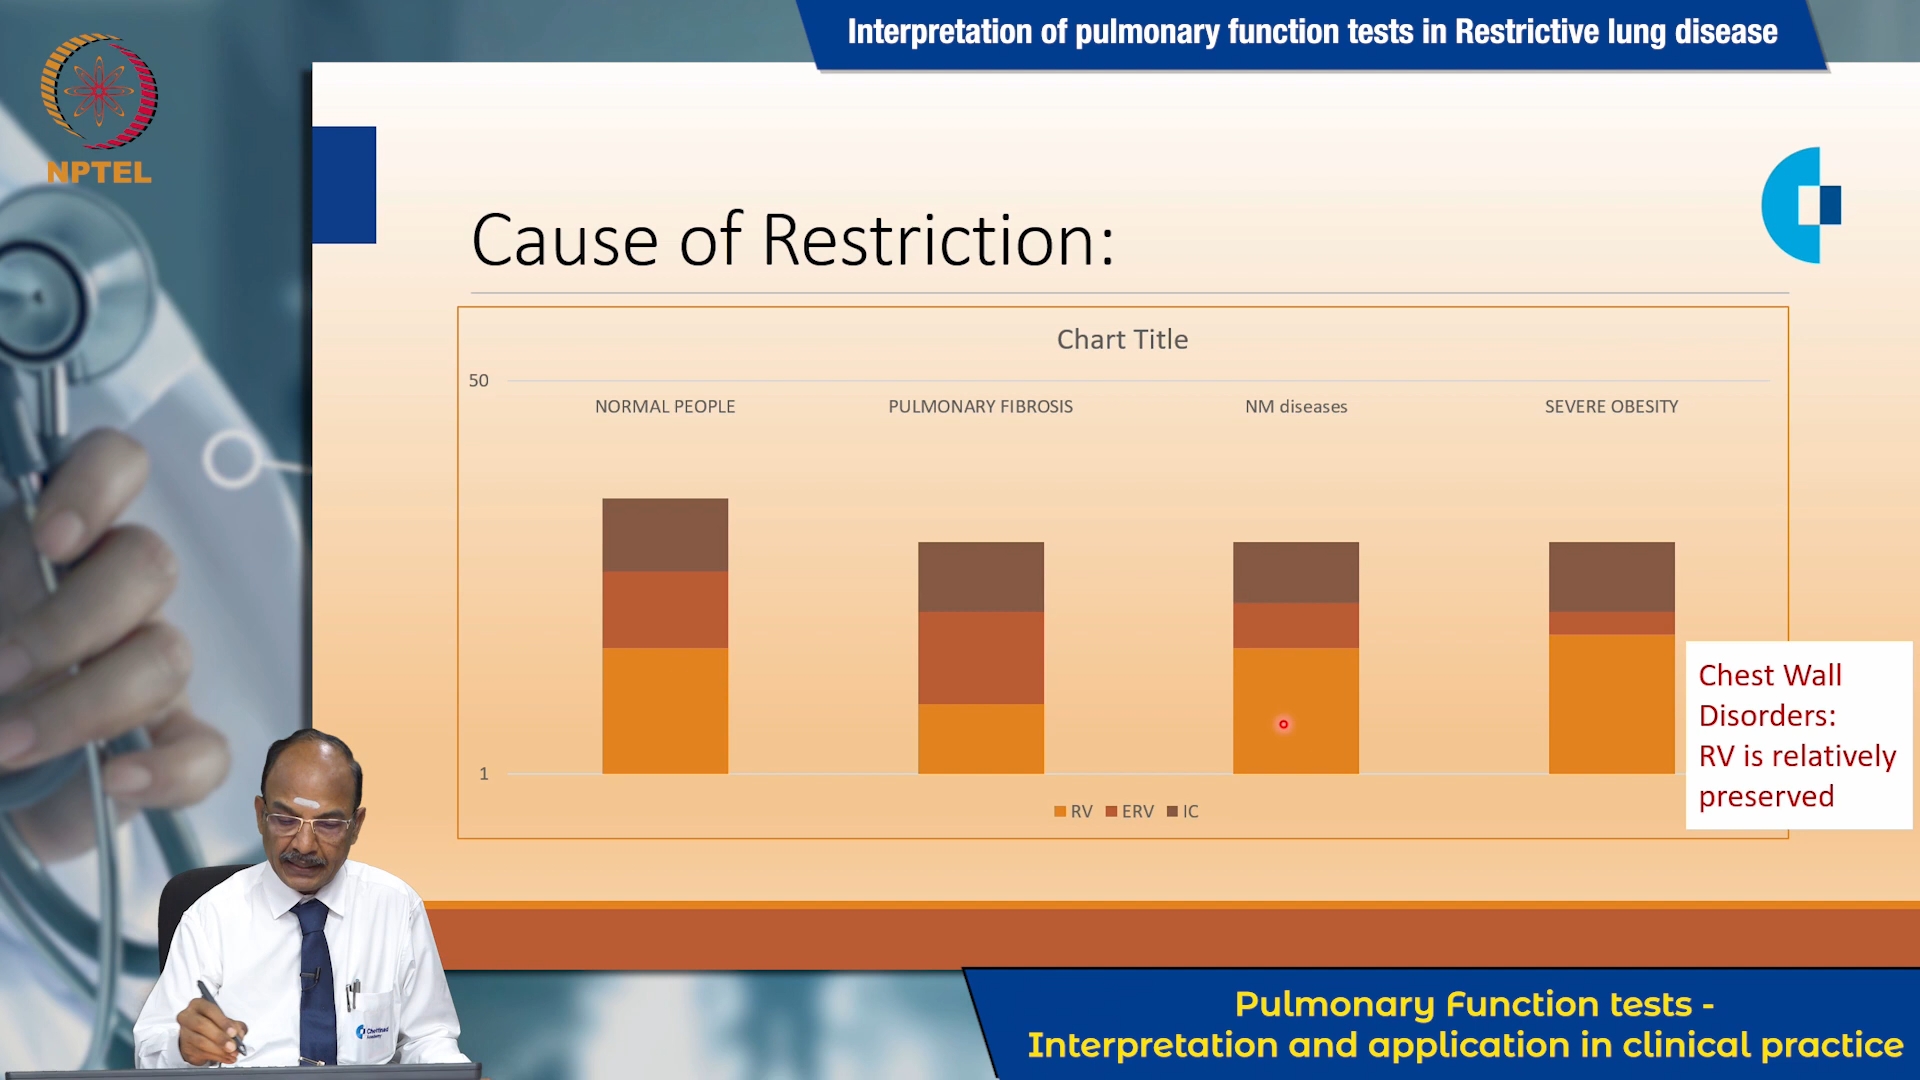 Interpretation of pulmonary function tests in Restrictive lung disease
NPTEL
Cause of Restriction:
Chart Title
50
NORMAL PEOPLE
PULMONARY FIBROSIS
NM diseases
SEVERE OBESITY
1
RV
ERV
IC
Chest Wall
Disorders:
RV is relatively
preserved
Chettinad
Academy
Pulmonary Function tests -
Interpretation and application in clinical practice